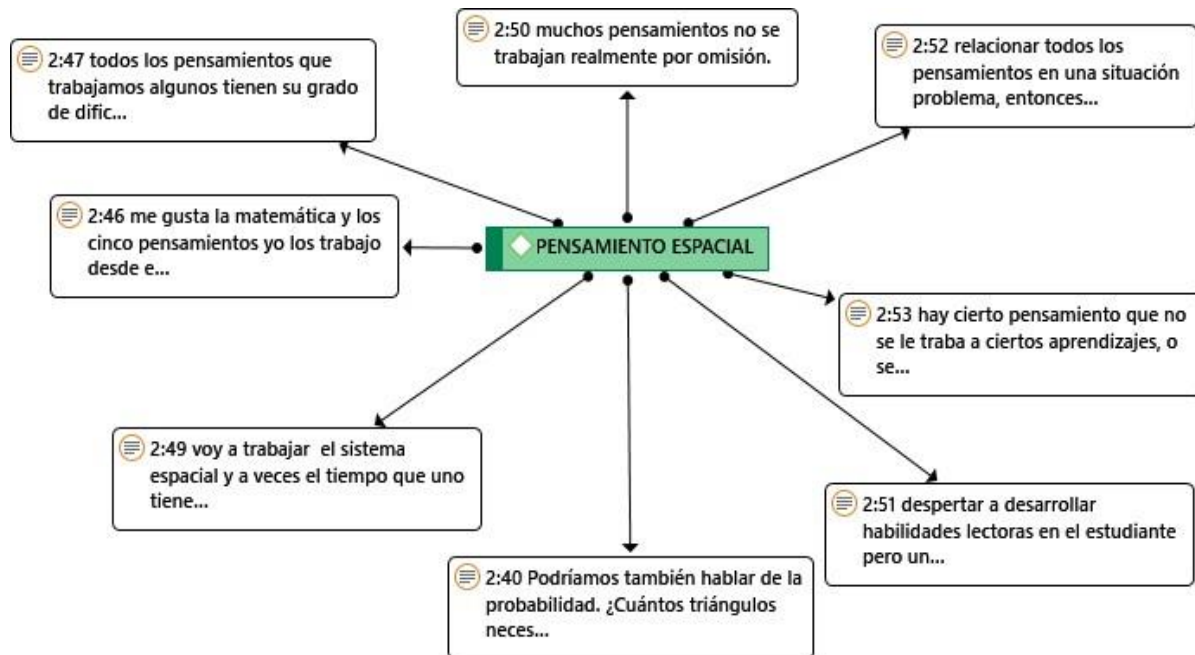 2:50 muchos pensamientos no se
trabajan realmente por omisión.
2:47 todos los pensamientos que
trabajamos algunos tienen su grado
de dific...
2:52 relacionar todos los
pensamientos en una situación
problema, entonces...
2:46 me gusta la matemática y los
cinco pensamientos yo los trabajo
desde e...
PENSAMIENTO ESPACIAL
2:53 hay cierto pensamiento que no
se le traba a ciertos aprendizajes, o
se...
2:49 voy a trabajar el sistema
espacial y a veces el tiempo que uno
tiene...
2:51 despertar a desarrollar
habilidades lectoras en el estudiante
pero un...
2:40 Podríamos también hablar de la
probabilidad. ¿Cuántos triángulos
neces...